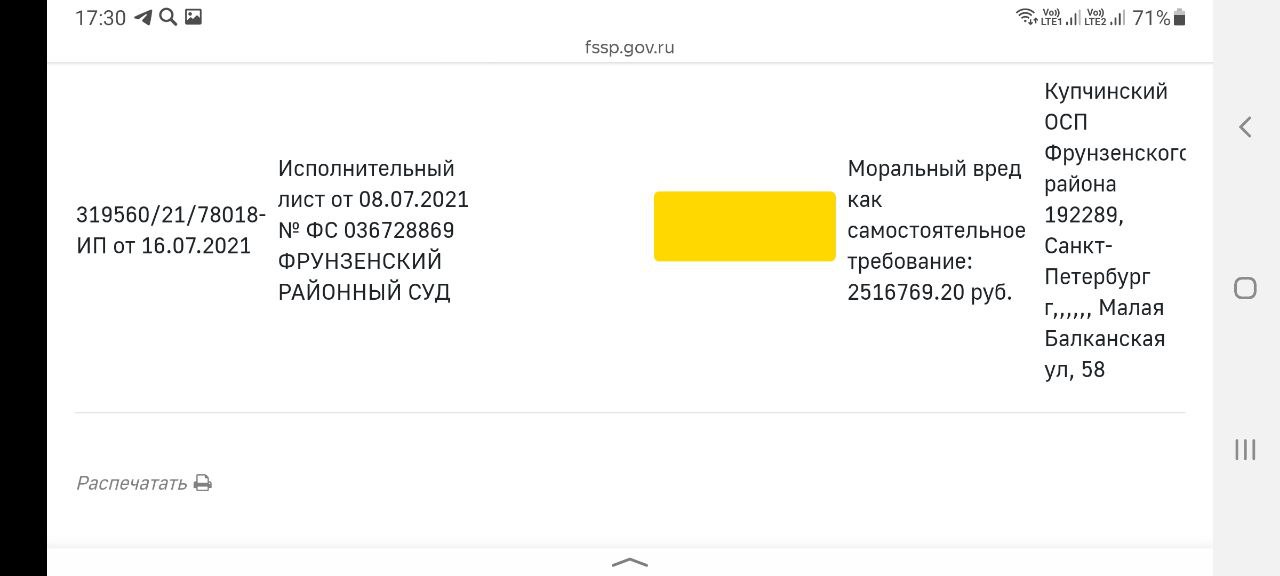 17:30
Vo)) LTE1 Vo)) LTE2 71%
fssp.gov.ru
319560/21/78018-
ИП от 16.07.2021
Исполнительный
лист от 08.07.2021
№ ФС 036728869
ФРУНЗЕНСКИЙ
РАЙОННЫЙ СУД
Моральный вред
как
самостоятельное
требование:
2516769.20 руб.
Купчинский
ОСП
Фрунзенского
района
192289,
Санкт-
Петербург
г,,,,,, Малая
Балканская
ул, 58
Распечатать